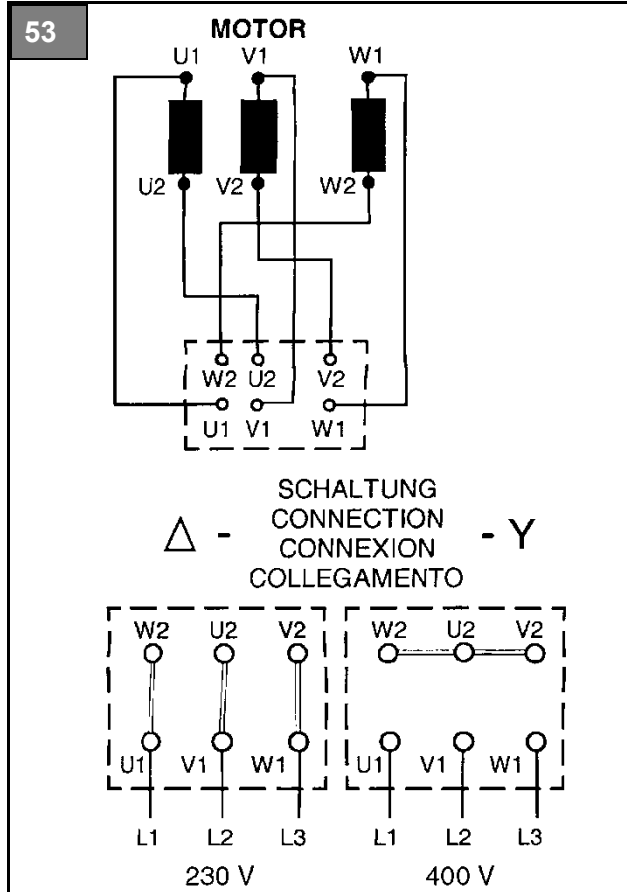 53
MOTOR
U1 V1 W1
U2 V2 W2
W2 U2 V2
U1 V1 W1
SCHALTUNG
Δ - CONNECTION - Y
CONNEXION
COLLEGAMENTO
W2 U2 V2 W2 U2 V2
U1 V1 W1 U1 V1 W1
L1 L2 L3 L1 L2 L3
230 V 400 V